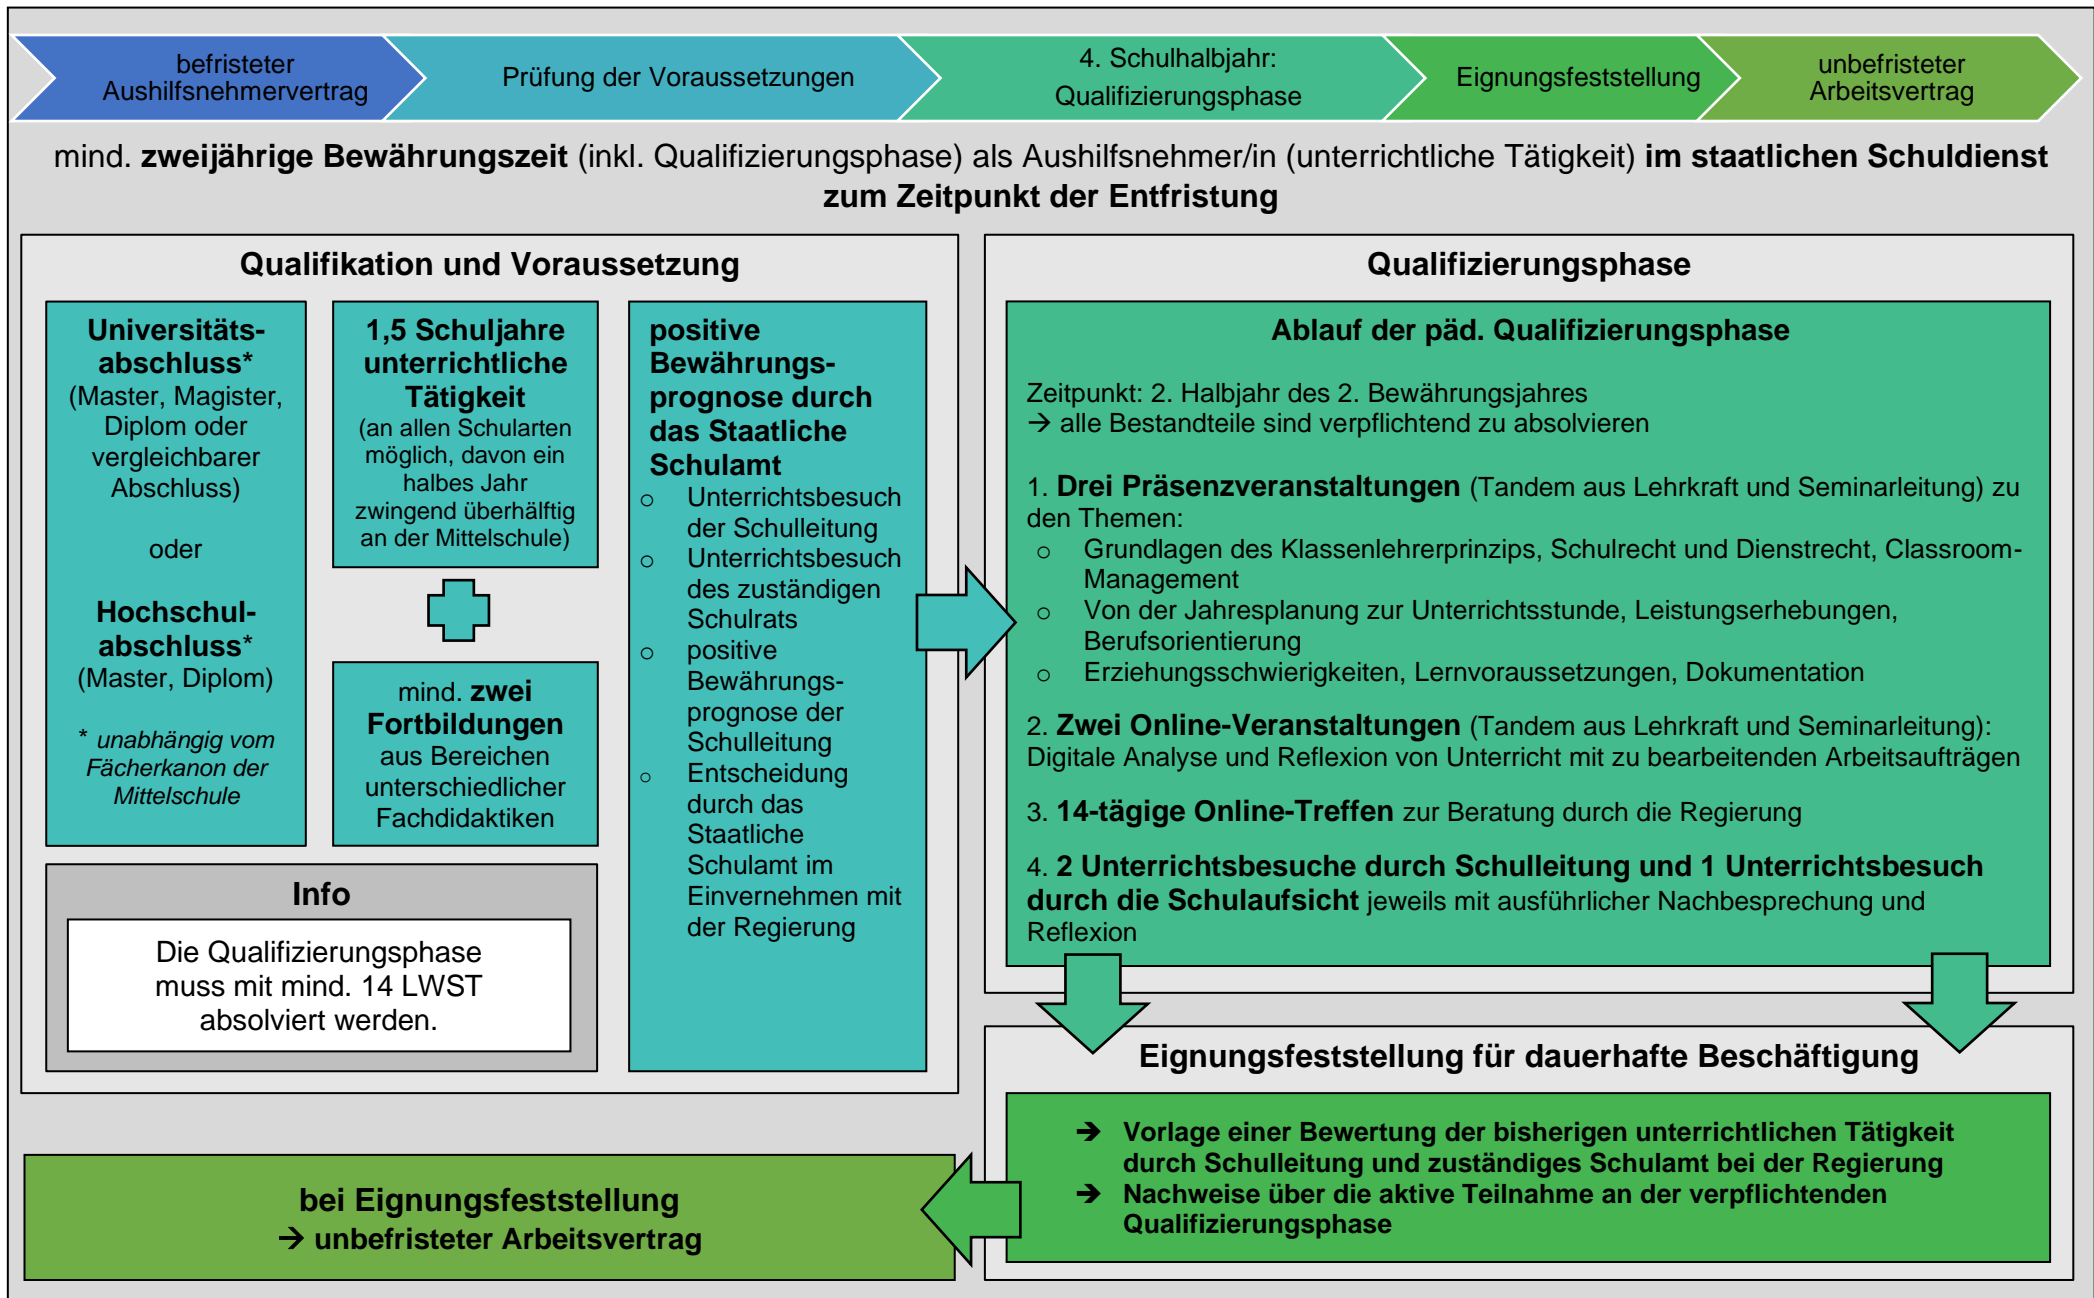 befristeter
Aushilfsnehmervertrag
Prüfung der Voraussetzungen
4. Schulhalbjahr:
Qualifizierungsphase
Eignungsfeststellung
unbefristeter
Arbeitsvertrag
mind. zweijährige Bewährungszeit (inkl. Qualifizierungsphase) als Aushilfsnehmer/in (unterrichtliche Tätigkeit) im staatlichen Schuldienst
zum Zeitpunkt der Entfristung
Qualifikation und Voraussetzung
Universitäts-
abschluss*
(Master, Magister,
Diplom oder
vergleichbarer
Abschluss)
oder
Hochschul-
abschluss*
(Master, Diplom)
* unabhängig vom
Fächerkanon der
Mittelschule
1,5 Schuljahre
unterrichtliche
Tätigkeit
(an allen Schularten
möglich, davon ein
halbes Jahr
zwingend überhälftig
an der Mittelschule)
mind. zwei
Fortbildungen
aus Bereichen
unterschiedlicher
Fachdidaktiken
positive
Bewährungs-
prognose durch
das Staatliche
Schulamt
o Unterrichtsbesuch
der Schulleitung
o Unterrichtsbesuch
des zuständigen
Schulrats
o positive
Bewährungs-
prognose der
Schulleitung
o Entscheidung
durch das
Staatliche
Schulamt im
Einvernehmen mit
der Regierung
Info
Die Qualifizierungsphase
muss mit mind. 14 LWST
absolviert werden.
Qualifizierungsphase
Ablauf der päd. Qualifizierungsphase
Zeitpunkt: 2. Halbjahr des 2. Bewährungsjahres
→ alle Bestandteile sind verpflichtend zu absolvieren
1. Drei Präsenzveranstaltungen (Tandem aus Lehrkraft und Seminarleitung) zu
den Themen:
o Grundlagen des Klassenlehrerprinzips, Schulrecht und Dienstrecht, Classroom-
Management
o Von der Jahresplanung zur Unterrichtsstunde, Leistungserhebungen,
Berufsorientierung
o Erziehungsschwierigkeiten, Lernvoraussetzungen, Dokumentation
2. Zwei Online-Veranstaltungen (Tandem aus Lehrkraft und Seminarleitung):
Digitale Analyse und Reflexion von Unterricht mit zu bearbeitenden Arbeitsaufträgen
3. 14-tägige Online-Treffen zur Beratung durch die Regierung
4. 2 Unterrichtsbesuche durch Schulleitung und 1 Unterrichtsbesuch
durch die Schulaufsicht jeweils mit ausführlicher Nachbesprechung und
Reflexion
Eignungsfeststellung für dauerhafte Beschäftigung
➔ Vorlage einer Bewertung der bisherigen unterrichtlichen Tätigkeit
durch Schulleitung und zuständiges Schulamt bei der Regierung
➔ Nachweise über die aktive Teilnahme an der verpflichtenden
Qualifizierungsphase
bei Eignungsfeststellung
→ unbefristeter Arbeitsvertrag